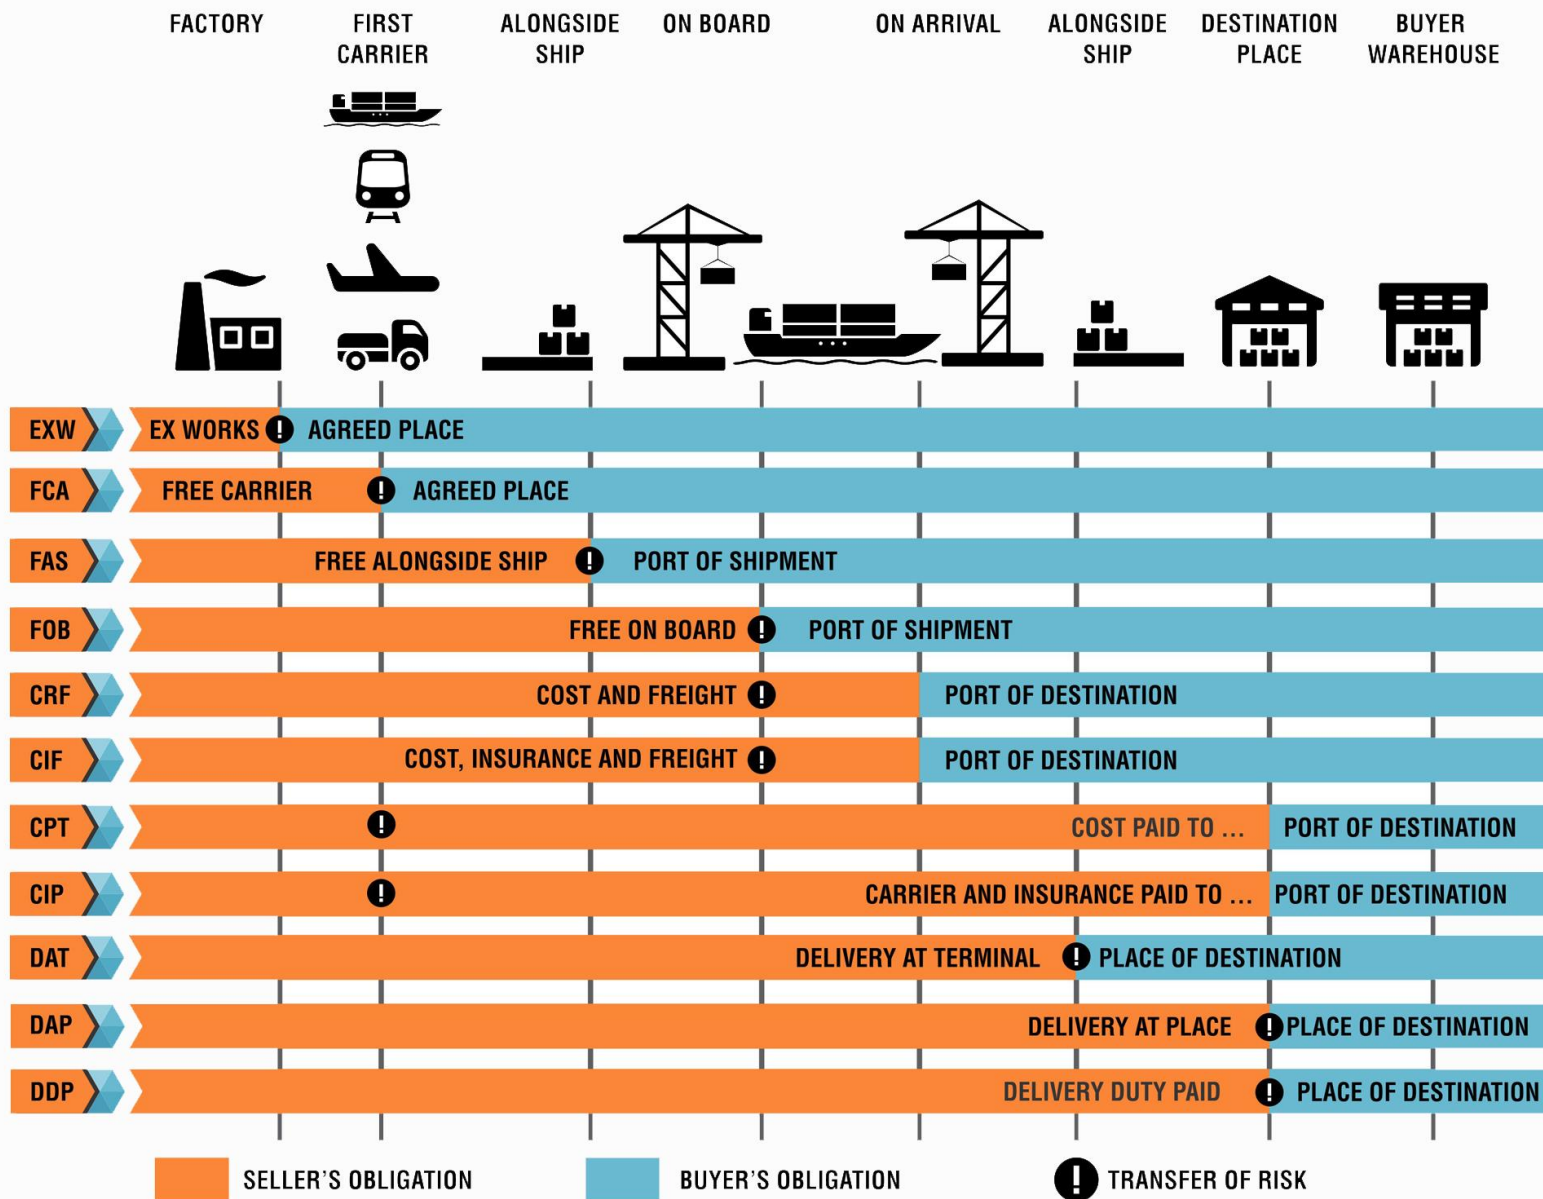 FACTORY
FIRST
CARRIER
ALONGSIDE
SHIP
ON BOARD
ON ARRIVAL
ALONGSIDE
SHIP
DESTINATION
PLACE
BUYER
WAREHOUSE
EXW EX WORKS ! AGREED PLACE
FCA FREE CARRIER ! AGREED PLACE
FAS FREE ALONGSIDE SHIP ! PORT OF SHIPMENT
FOB FREE ON BOARD ! PORT OF SHIPMENT
CRF COST AND FREIGHT ! PORT OF DESTINATION
CIF COST, INSURANCE AND FREIGHT ! PORT OF DESTINATION
CPT ! COST PAID TO ... PORT OF DESTINATION
CIP ! CARRIER AND INSURANCE PAID TO ... PORT OF DESTINATION
DAT DELIVERY AT TERMINAL ! PLACE OF DESTINATION
DAP DELIVERY AT PLACE ! PLACE OF DESTINATION
DDP DELIVERY DUTY PAID ! PLACE OF DESTINATION
SELLER'S OBLIGATION BUYER'S OBLIGATION ! TRANSFER OF RISK